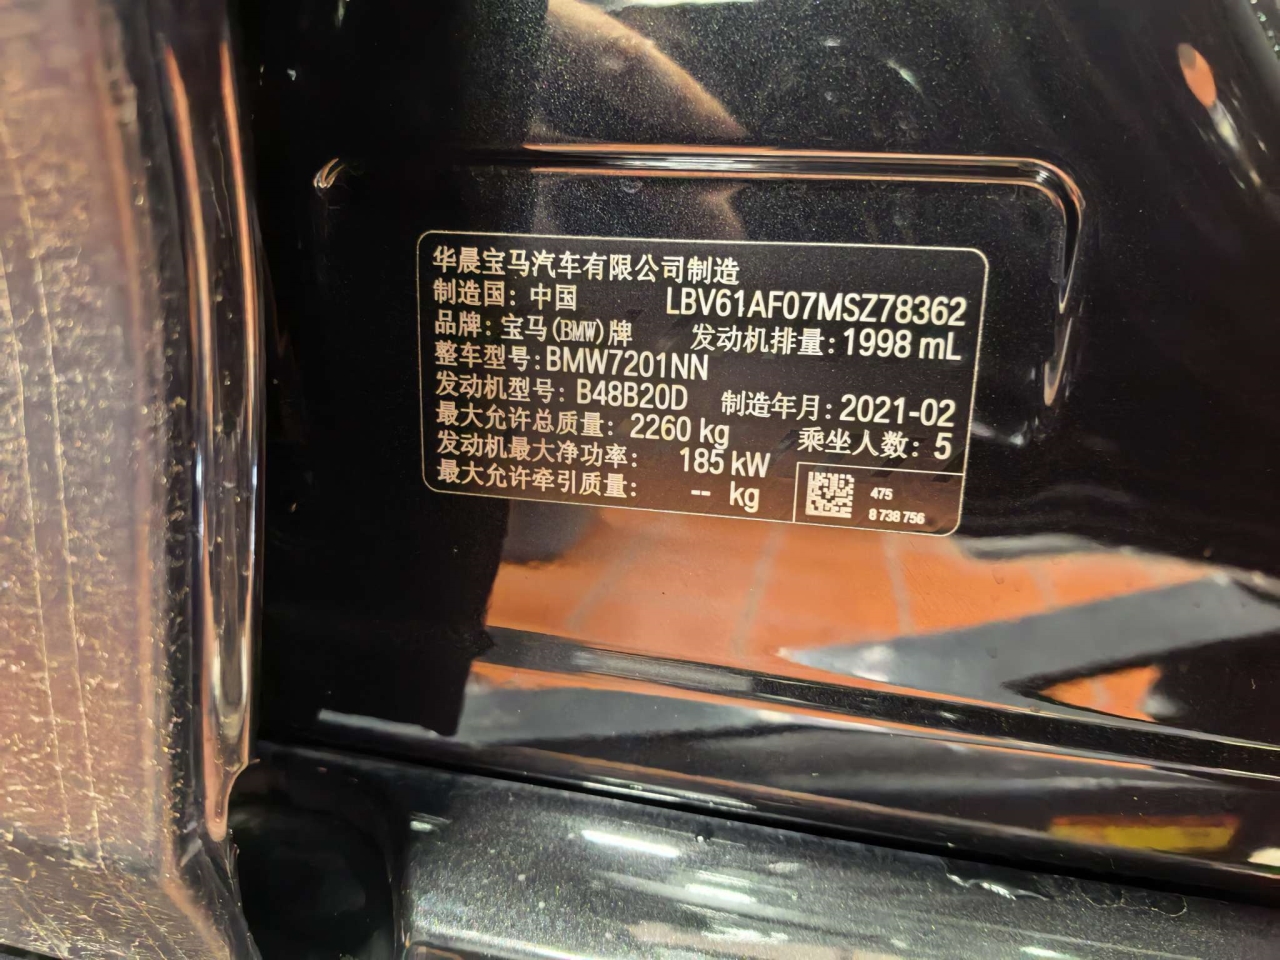 华晨宝马汽车有限公司制造
制造国：中国 LBV61AF07MSZ78362
品牌：宝马(BMW)牌 发动机排量：1998 mL
整车型号：BMW7201NN
发动机型号：B48B20D 制造年月：2021-02
最大允许总质量：2260 kg 乘坐人数：5
发动机最大净功率： 185 kW
最大允许牵引质量： -- kg
475
8 738 756